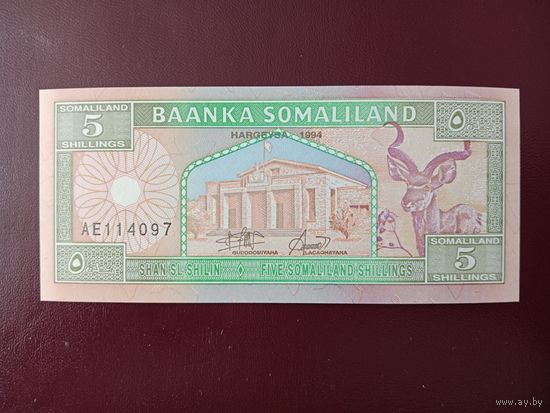 SOMALILAND
5
SHILLINGS
BAANKA SOMALILAND
٥
HARGEYSA 1994
AE114097
GUDDOOMIYAHA
LACAGHAYAHA
SOMALILAND
5
SHILLINGS
٥
SHAN SL SHILIN ◊ FIVE SOMALILAND SHILLINGS
www.ay.by